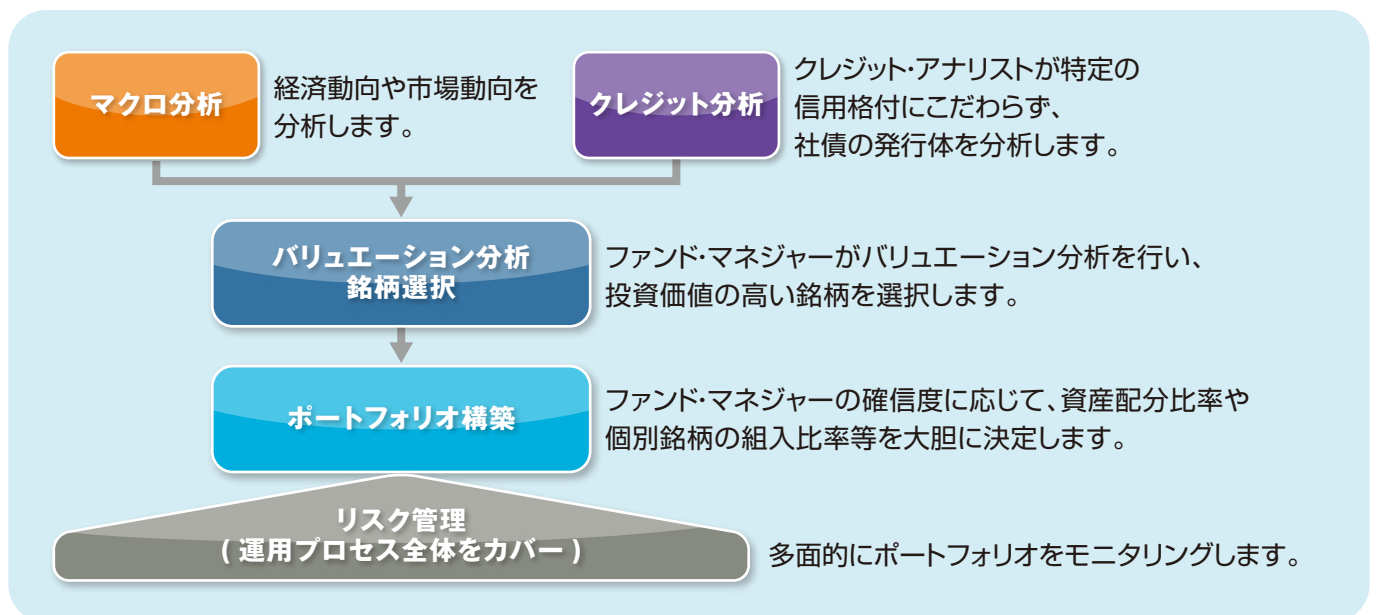 マクロ分析
経済動向や市場動向を
分析します。
クレジット分析
クレジット・アナリストが特定の
信用格付にこだわらず、
社債の発行体を分析します。
バリュエーション分析
銘柄選択
ファンド・マネジャーがバリュエーション分析を行い、
投資価値の高い銘柄を選択します。
ポートフォリオ構築
ファンド・マネジャーの確信度に応じて、資産配分比率や
個別銘柄の組入比率等を大胆に決定します。
リスク管理
( 運用プロセス全体をカバー )
多面的にポートフォリオをモニタリングします。